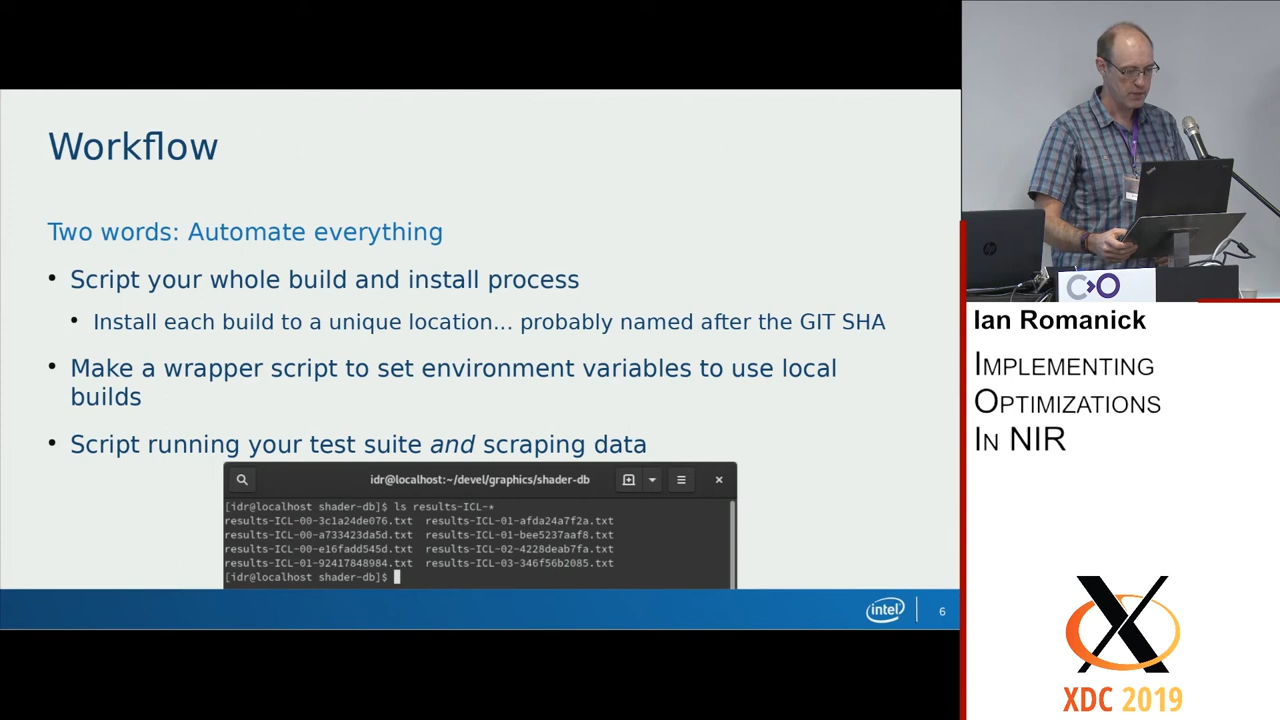 Workflow
Two words: Automate everything
• Script your whole build and install process
• Install each build to a unique location... probably named after the GIT SHA
• Make a wrapper script to set environment variables to use local
builds
• Script running your test suite and scraping data
idr@localhost:~/devel/graphics/shader-db
[idr@localhost shader-db]$ ls results-ICL-*
results-ICL-00-3c1a24de076.txt results-ICL-01-afda24a7f2a.txt
results-ICL-00-a733423da5d.txt results-ICL-01-bee5237aaf8.txt
results-ICL-00-e16fadd545d.txt results-ICL-02-4228deab7fa.txt
results-ICL-01-92417848984.txt results-ICL-03-346f56b2085.txt
[idr@localhost shader-db]$
intel
6
hp
Ian Romanick
IMPLEMENTING
OPTIMIZATIONS
IN NIR
X
XDC 2019